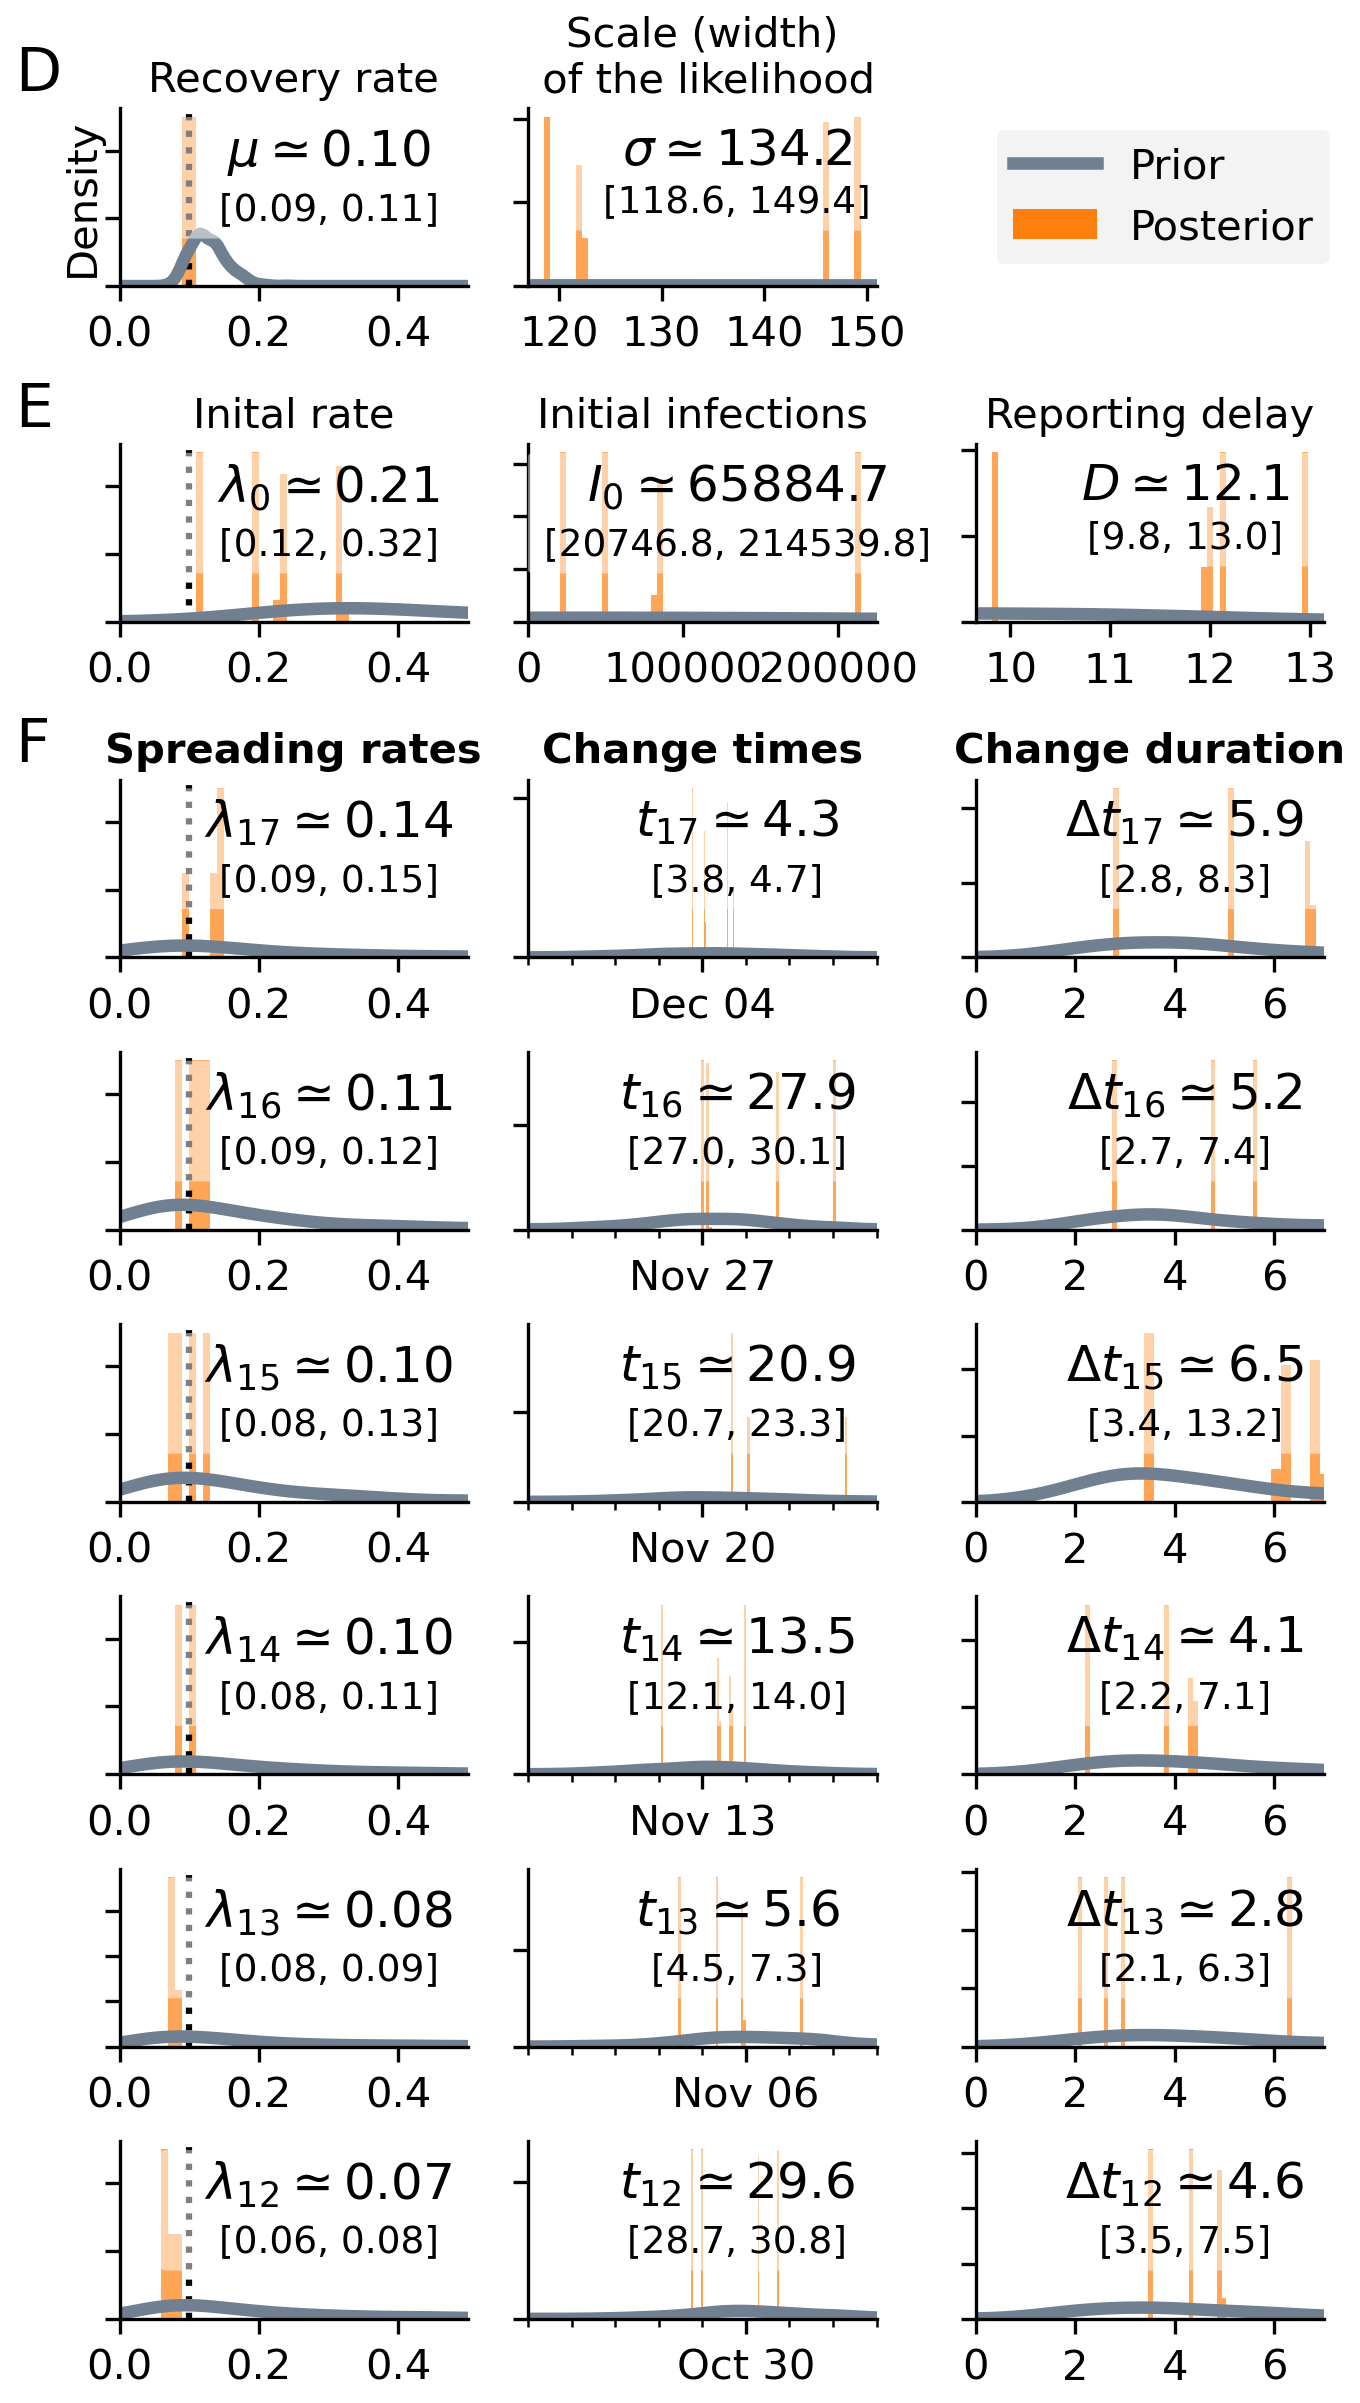 D
Recovery rate
Scale (width)
of the likelihood
Density
μ ≃ 0.10
[0.09, 0.11]
σ ≃ 134.2
[118.6, 149.4]
Prior
Posterior
0.0 0.2 0.4
120 130 140 150
E
Inital rate
Initial infections
Reporting delay
λ0 ≃ 0.21
[0.12, 0.32]
I0 ≃ 65884.7
[20746.8, 214539.8]
D ≃ 12.1
[9.8, 13.0]
0.0 0.2 0.4
0 100000 200000
10 11 12 13
F
Spreading rates
Change times
Change duration
λ17 ≃ 0.14
[0.09, 0.15]
t17 ≃ 4.3
[3.8, 4.7]
Δt17 ≃ 5.9
[2.8, 8.3]
0.0 0.2 0.4
Dec 04
0 2 4 6
λ16 ≃ 0.11
[0.09, 0.12]
t16 ≃ 27.9
[27.0, 30.1]
Δt16 ≃ 5.2
[2.7, 7.4]
0.0 0.2 0.4
Nov 27
0 2 4 6
λ15 ≃ 0.10
[0.08, 0.13]
t15 ≃ 20.9
[20.7, 23.3]
Δt15 ≃ 6.5
[3.4, 13.2]
0.0 0.2 0.4
Nov 20
0 2 4 6
λ14 ≃ 0.10
[0.08, 0.11]
t14 ≃ 13.5
[12.1, 14.0]
Δt14 ≃ 4.1
[2.2, 7.1]
0.0 0.2 0.4
Nov 13
0 2 4 6
λ13 ≃ 0.08
[0.08, 0.09]
t13 ≃ 5.6
[4.5, 7.3]
Δt13 ≃ 2.8
[2.1, 6.3]
0.0 0.2 0.4
Nov 06
0 2 4 6
λ12 ≃ 0.07
[0.06, 0.08]
t12 ≃ 29.6
[28.7, 30.8]
Δt12 ≃ 4.6
[3.5, 7.5]
0.0 0.2 0.4
Oct 30
0 2 4 6